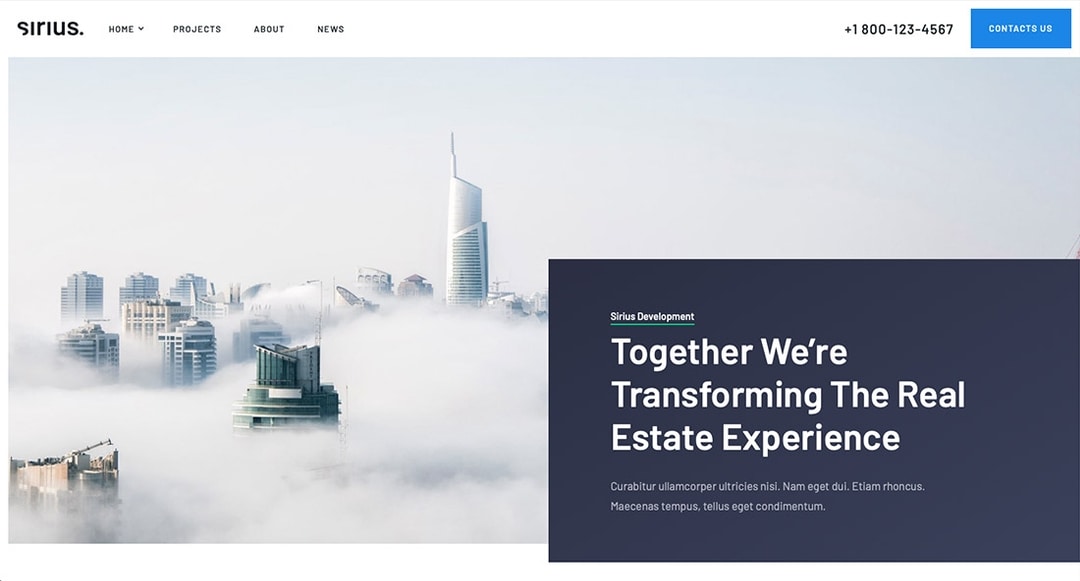 sırıus.
HOME
PROJECTS
ABOUT
NEWS
+1 800-123-4567
CONTACTS US
Sirius Development
Together We’re
Transforming The Real
Estate Experience
Curabitur ullamcorper ultricies nisi. Nam eget dui. Etiam rhoncus.
Maecenas tempus, tellus eget condimentum.